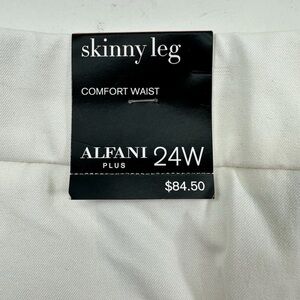 skinny leg
COMFORT WAIST
ALFANI 24W
PLUS
$84.50